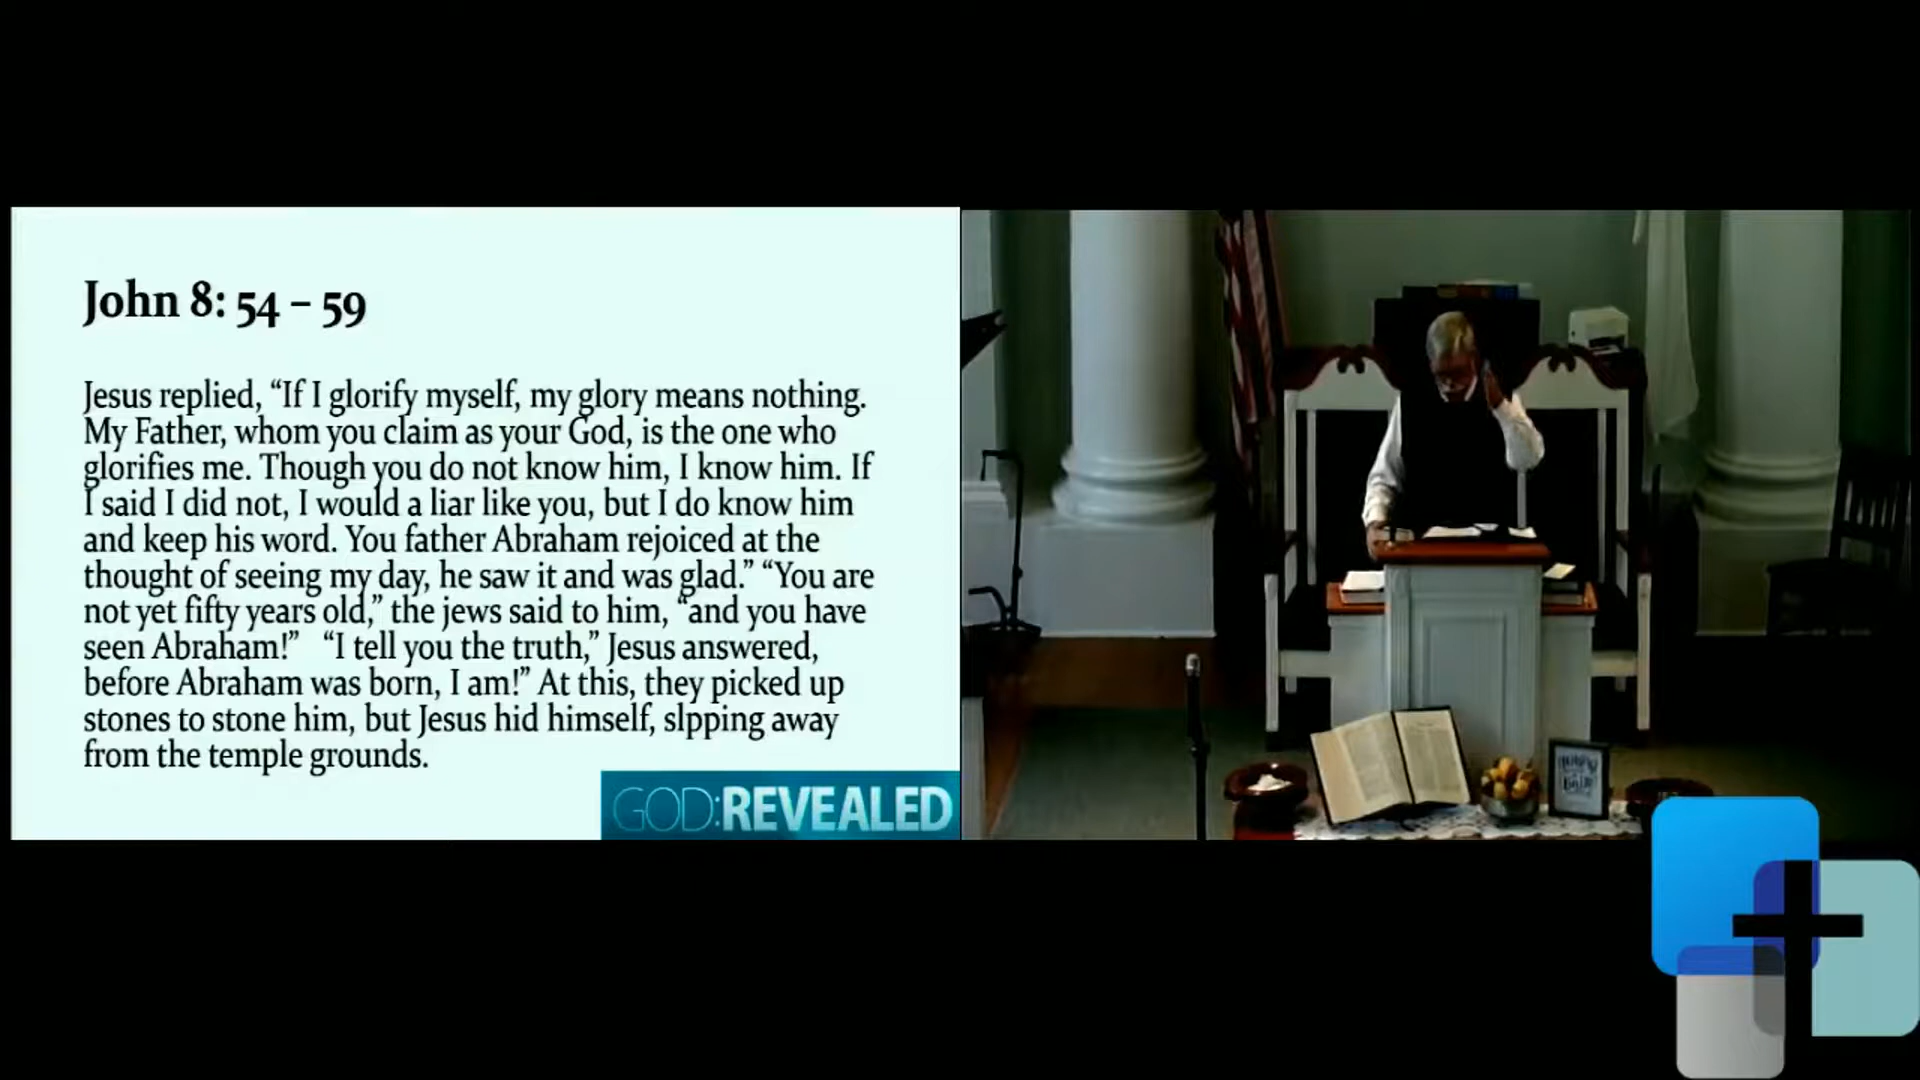 John 8: 54 – 59
Jesus replied, “If I glorify myself, my glory means nothing.
My Father, whom you claim as your God, is the one who
glorifies me. Though you do not know him, I know him. If
I said I did not, I would a liar like you, but I do know him
and keep his word. You father Abraham rejoiced at the
thought of seeing my day, he saw it and was glad.” “You are
not yet fifty years old,” the jews said to him, “and you have
seen Abraham!”   “I tell you the truth,” Jesus answered,
before Abraham was born, I am!” At this, they picked up
stones to stone him, but Jesus hid himself, slpping away
from the temple grounds.
GOD:REVEALED